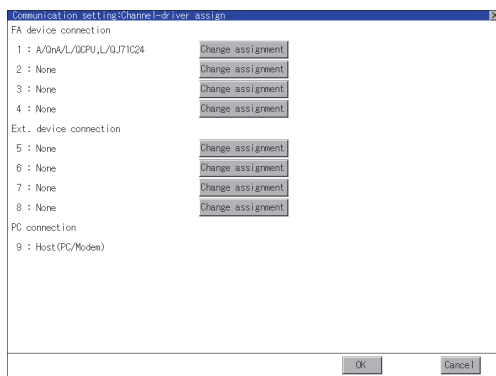 Communication setting:Channel-driver assign
FA device connection
1 : A/QnA/L/QCPU,L/QJ71C24 Change assignment
2 : None Change assignment
3 : None Change assignment
4 : None Change assignment
Ext. device connection
5 : None Change assignment
6 : None Change assignment
7 : None Change assignment
8 : None Change assignment
PC connection
9 : Host(PC/Modem)
OK Cancel